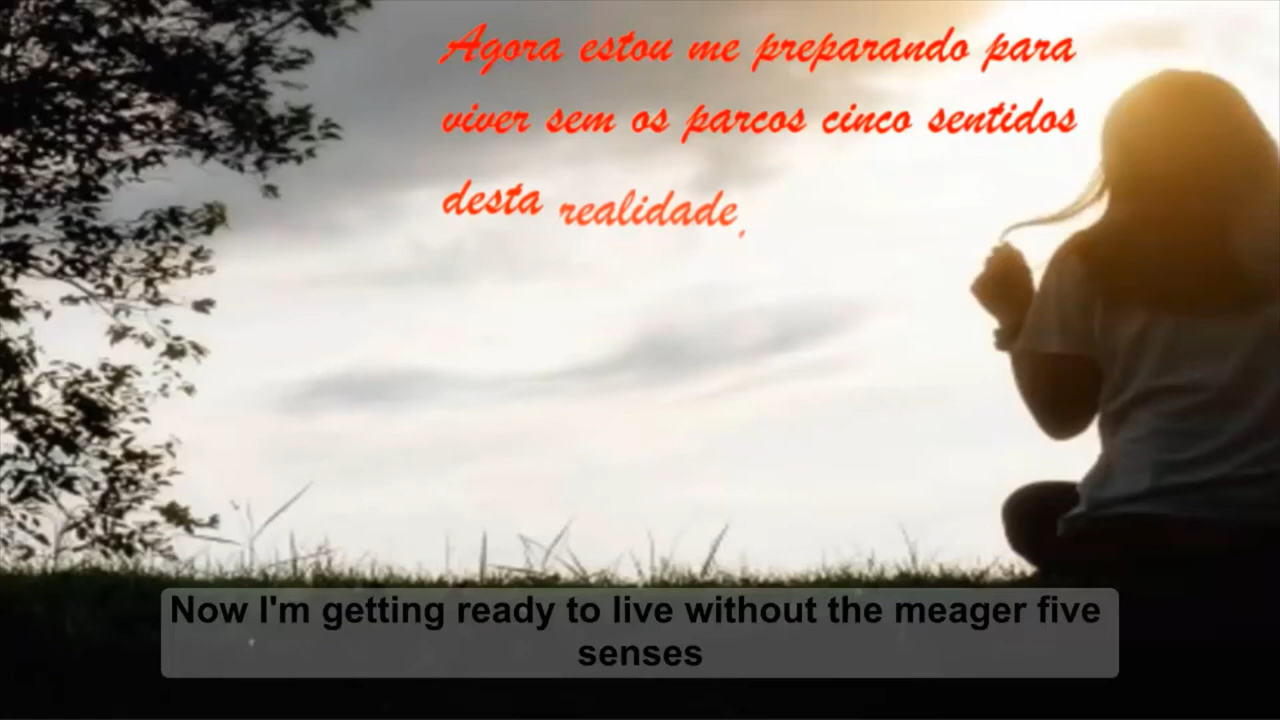 Agora estou me preparando para
viver sem os parcos cinco sentidos
desta realidade,
Now I'm getting ready to live without the meager five
senses